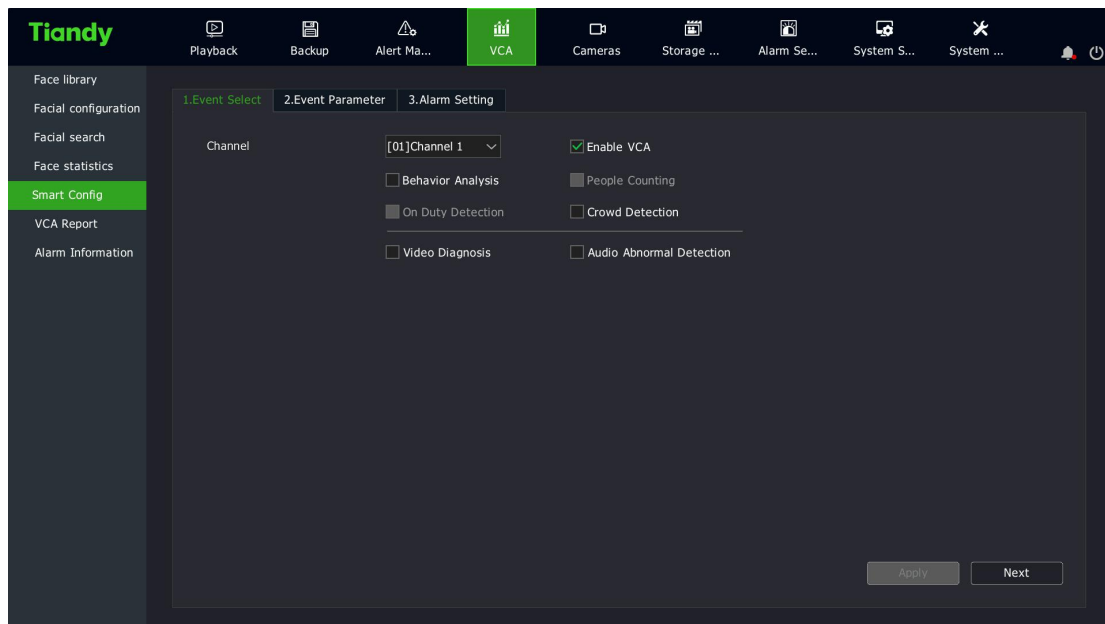 Tiandy
Playback
Backup
Alert Ma...
VCA
Cameras
Storage ...
Alarm Se...
System S...
System ...
Face library
Facial configuration
Facial search
Face statistics
Smart Config
VCA Report
Alarm Information
1.Event Select
2.Event Parameter
3.Alarm Setting
Channel
[01]Channel 1
Enable VCA
Behavior Analysis
People Counting
On Duty Detection
Crowd Detection
Video Diagnosis
Audio Abnormal Detection
Apply
Next